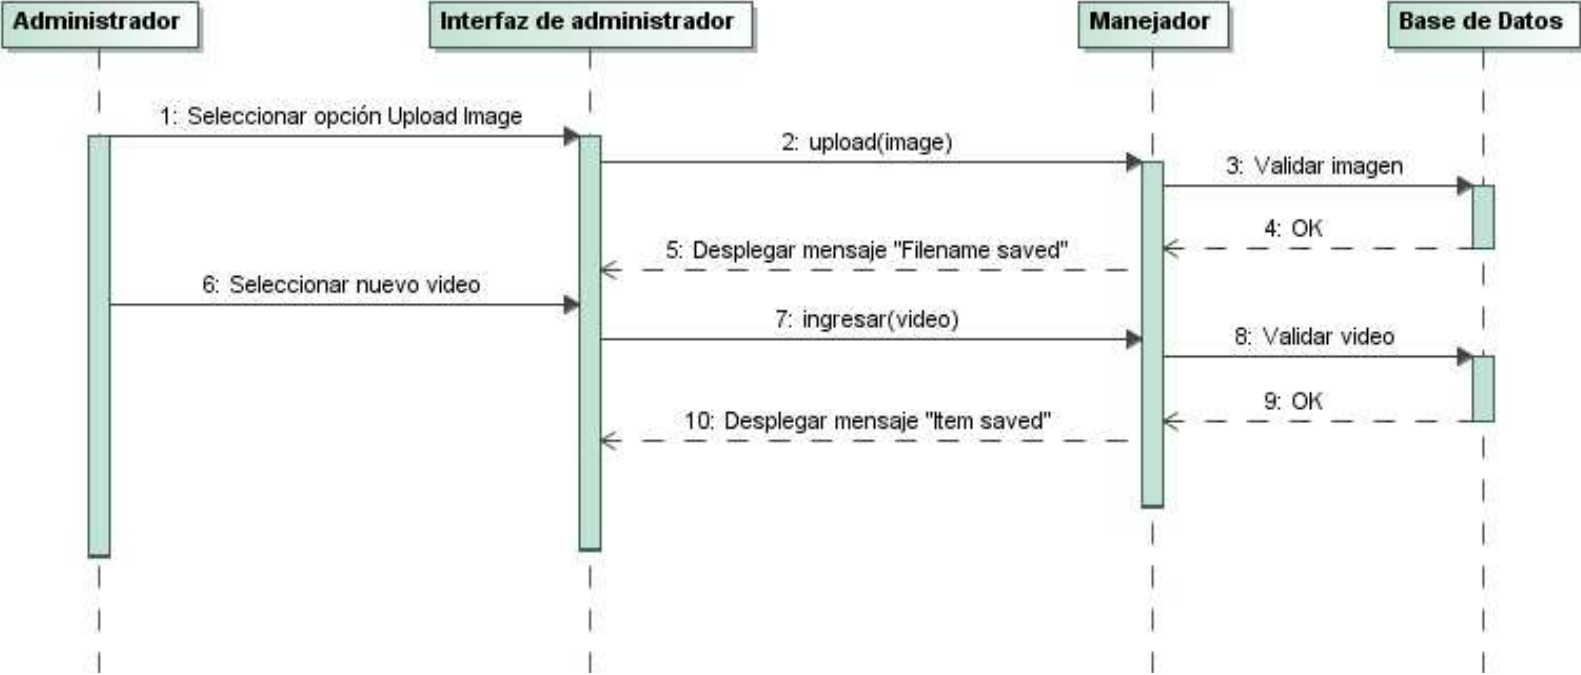 Administrador
Interfaz de administrador
Manejador
Base de Datos
1: Seleccionar opción Upload Image
2: upload(image)
3: Validar imagen
4: OK
5: Desplegar mensaje "Filename saved"
6: Seleccionar nuevo video
7: ingresar(video)
8: Validar video
9: OK
10: Desplegar mensaje "Item saved"